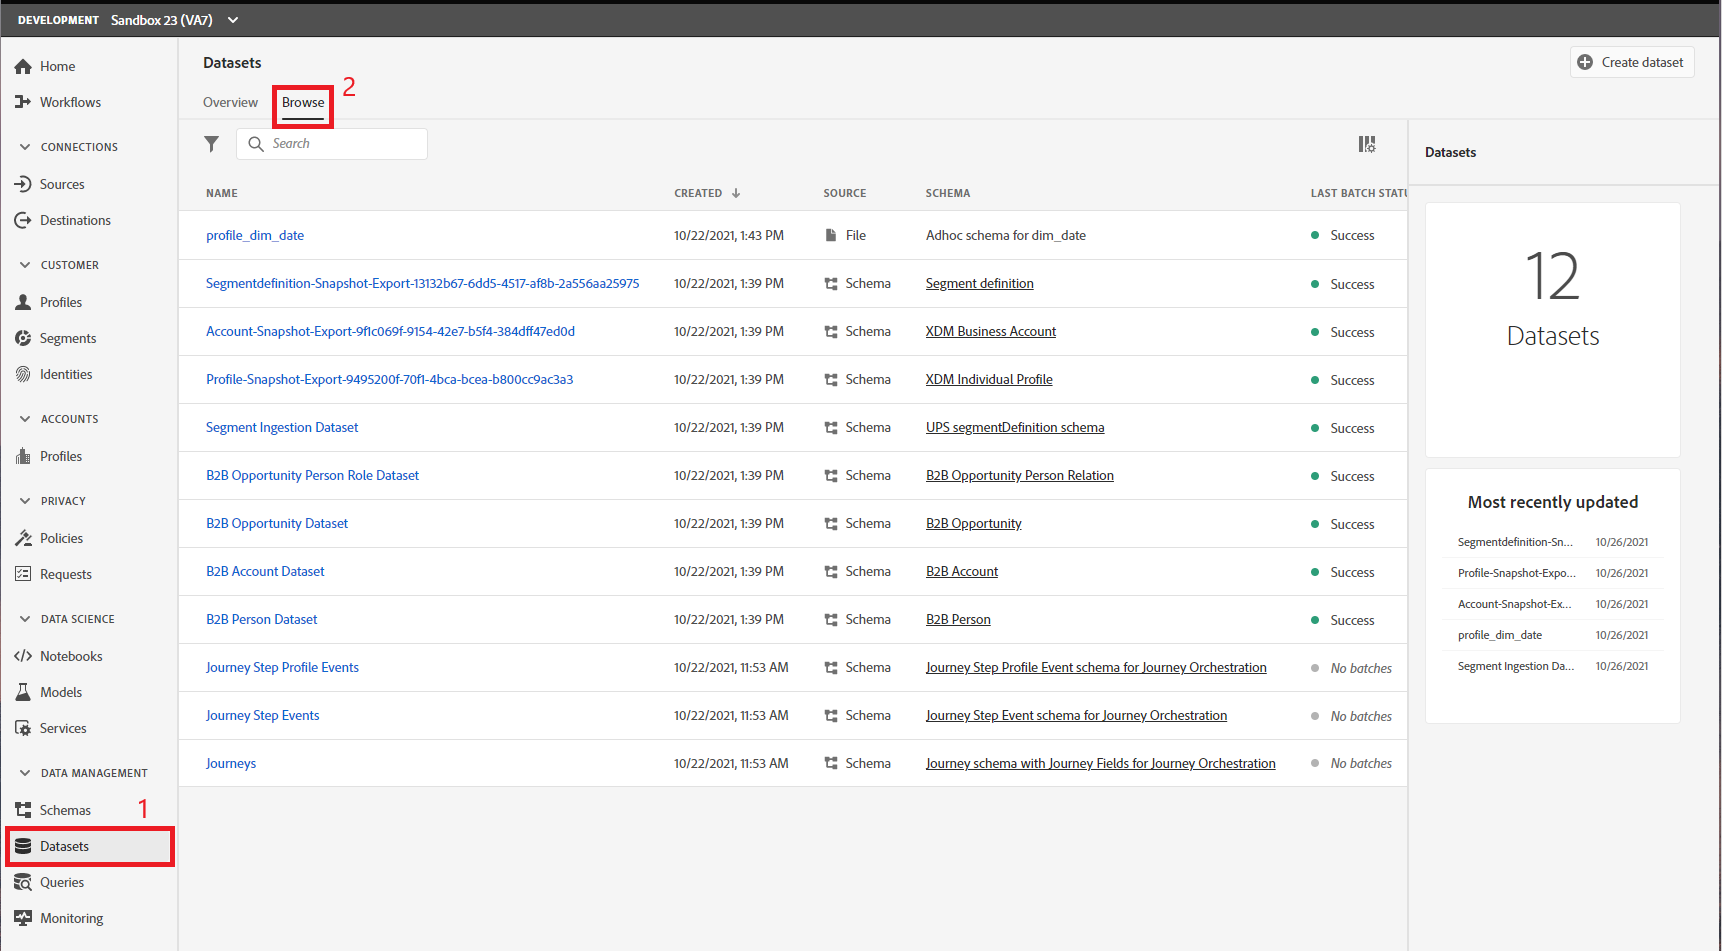 DEVELOPMENT Sandbox 23 (VA7)
Home
Workflows
CONNECTIONS
Sources
Destinations
CUSTOMER
Profiles
Segments
Identities
ACCOUNTS
Profiles
PRIVACY
Policies
Requests
DATA SCIENCE
Notebooks
Models
Services
DATA MANAGEMENT
Schemas 1
Datasets
Queries
Monitoring
Datasets
Create dataset
Overview Browse 2
Search
NAME CREATED SOURCE SCHEMA LAST BATCH STATU
profile_dim_date 10/22/2021, 1:43 PM File Adhoc schema for dim_date Success
Segmentdefinition-Snapshot-Export-13132b67-6dd5-4517-af8b-2a556aa25975 10/22/2021, 1:39 PM Schema Segment definition Success
Account-Snapshot-Export-9f1c069f-9154-42e7-b5f4-384dff47ed0d 10/22/2021, 1:39 PM Schema XDM Business Account Success
Profile-Snapshot-Export-9495200f-70f1-4bca-bcea-b800cc9ac3a3 10/22/2021, 1:39 PM Schema XDM Individual Profile Success
Segment Ingestion Dataset 10/22/2021, 1:39 PM Schema UPS segmentDefinition schema Success
B2B Opportunity Person Role Dataset 10/22/2021, 1:39 PM Schema B2B Opportunity Person Relation Success
B2B Opportunity Dataset 10/22/2021, 1:39 PM Schema B2B Opportunity Success
B2B Account Dataset 10/22/2021, 1:39 PM Schema B2B Account Success
B2B Person Dataset 10/22/2021, 1:39 PM Schema B2B Person Success
Journey Step Profile Events 10/22/2021, 11:53 AM Schema Journey Step Profile Event schema for Journey Orchestration No batches
Journey Step Events 10/22/2021, 11:53 AM Schema Journey Step Event schema for Journey Orchestration No batches
Journeys 10/22/2021, 11:53 AM Schema Journey schema with Journey Fields for Journey Orchestration No batches
Datasets
12
Datasets
Most recently updated
Segmentdefinition-Sn... 10/26/2021
Profile-Snapshot-Expo... 10/26/2021
Account-Snapshot-Ex... 10/26/2021
profile_dim_date 10/26/2021
Segment Ingestion Da... 10/26/2021